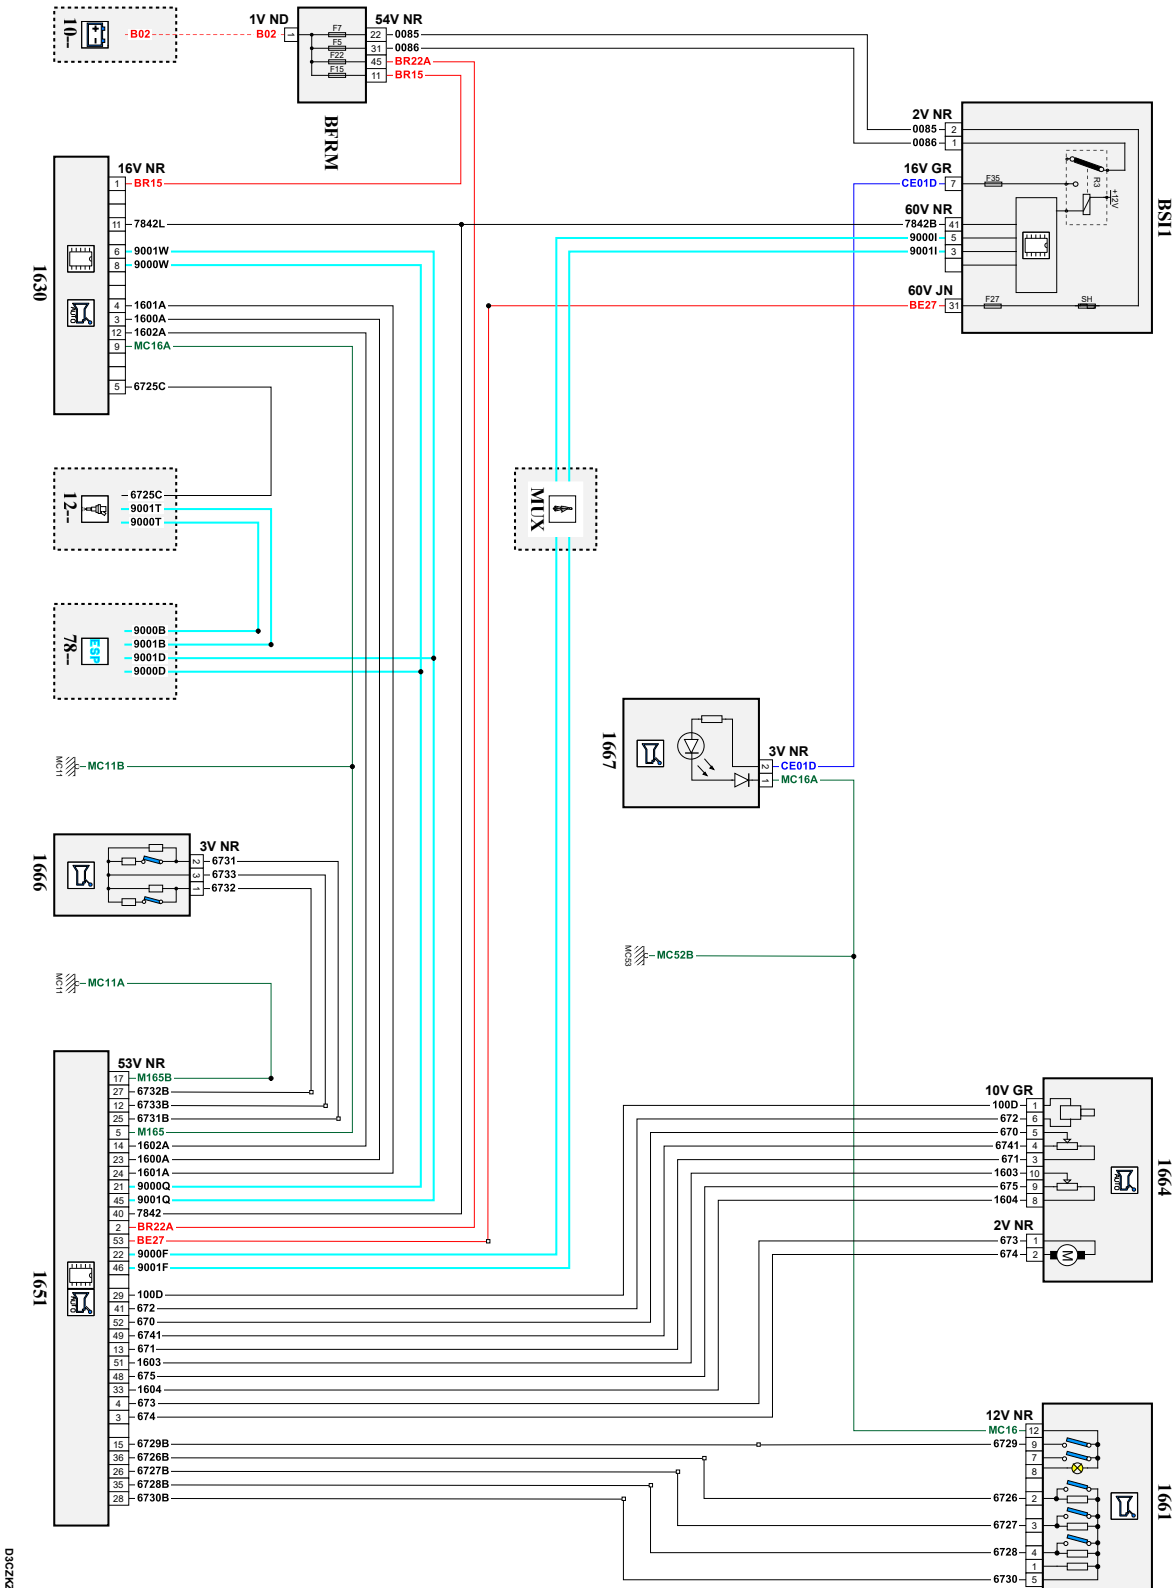 10--
B02
B02
1V ND
1
F7
F5
F22
F15
54V NR
22 0085
31 0086
45 BR22A
11 BR15
BFRM
2V NR
0085 2
0086 1
16V GR
CE01D 7
F35
R3
+12V
60V NR
7842B 41
9000I 5
9001I 3
60V JN
BE27 31
F27
SH
BSI1
16V NR
1 BR15
11 7842L
6 9001W
8 9000W
4 1601A
3 1600A
12 1602A
9 MC16A
5 6725C
AUTO
1630
12--
6725C
9001T
9000T
MUX
78--
ESP
9000B
9001B
9001D
9000D
1667
3V NR
2 CE01D
1 MC16A
MC11
MC11B
1666
3V NR
2 6731
3 6733
1 6732
MC53
MC52B
MC11
MC11A
53V NR
17 M165B
27 6732B
12 6733B
25 6731B
5 M165
14 1602A
23 1600A
24 1601A
21 9000Q
45 9001Q
40 7842
2 BR22A
53 BE27
22 9000F
46 9001F
29 100D
41 672
52 670
49 6741
13 671
51 1603
48 675
33 1604
4 673
3 674
15 6729B
36 6726B
26 6727B
35 6728B
28 6730B
AUTO
1651
10V GR
100D 1
672 6
670 5
6741 4
671 3
1603 10
675 9
1604 8
2V NR
673 1
674 2
M
AUTO
1664
12V NR
MC16 12
6729 9
7
8
6726 2
6727 3
6728 4
1
6730 5
1661